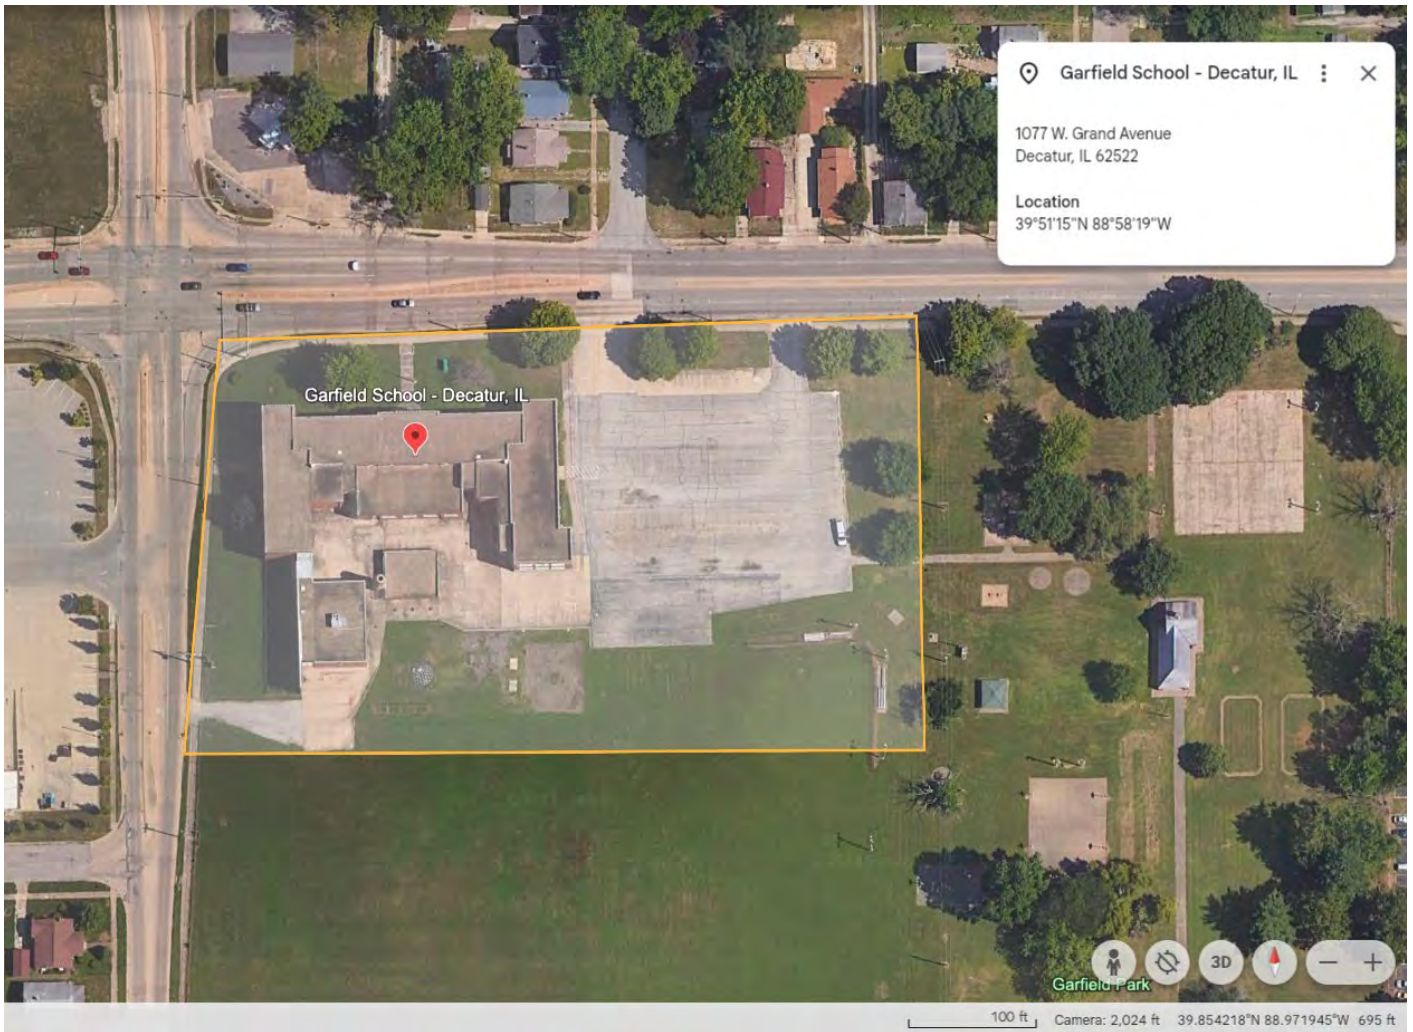 Garfield School - Decatur, IL
1077 W. Grand Avenue
Decatur, IL 62522
Location
39°51'15"N 88°58'19"W
Garfield School - Decatur, IL
3D
Garfield Park
100 ft
Camera: 2,024 ft 39.854218°N 88.971945°W 695 ft